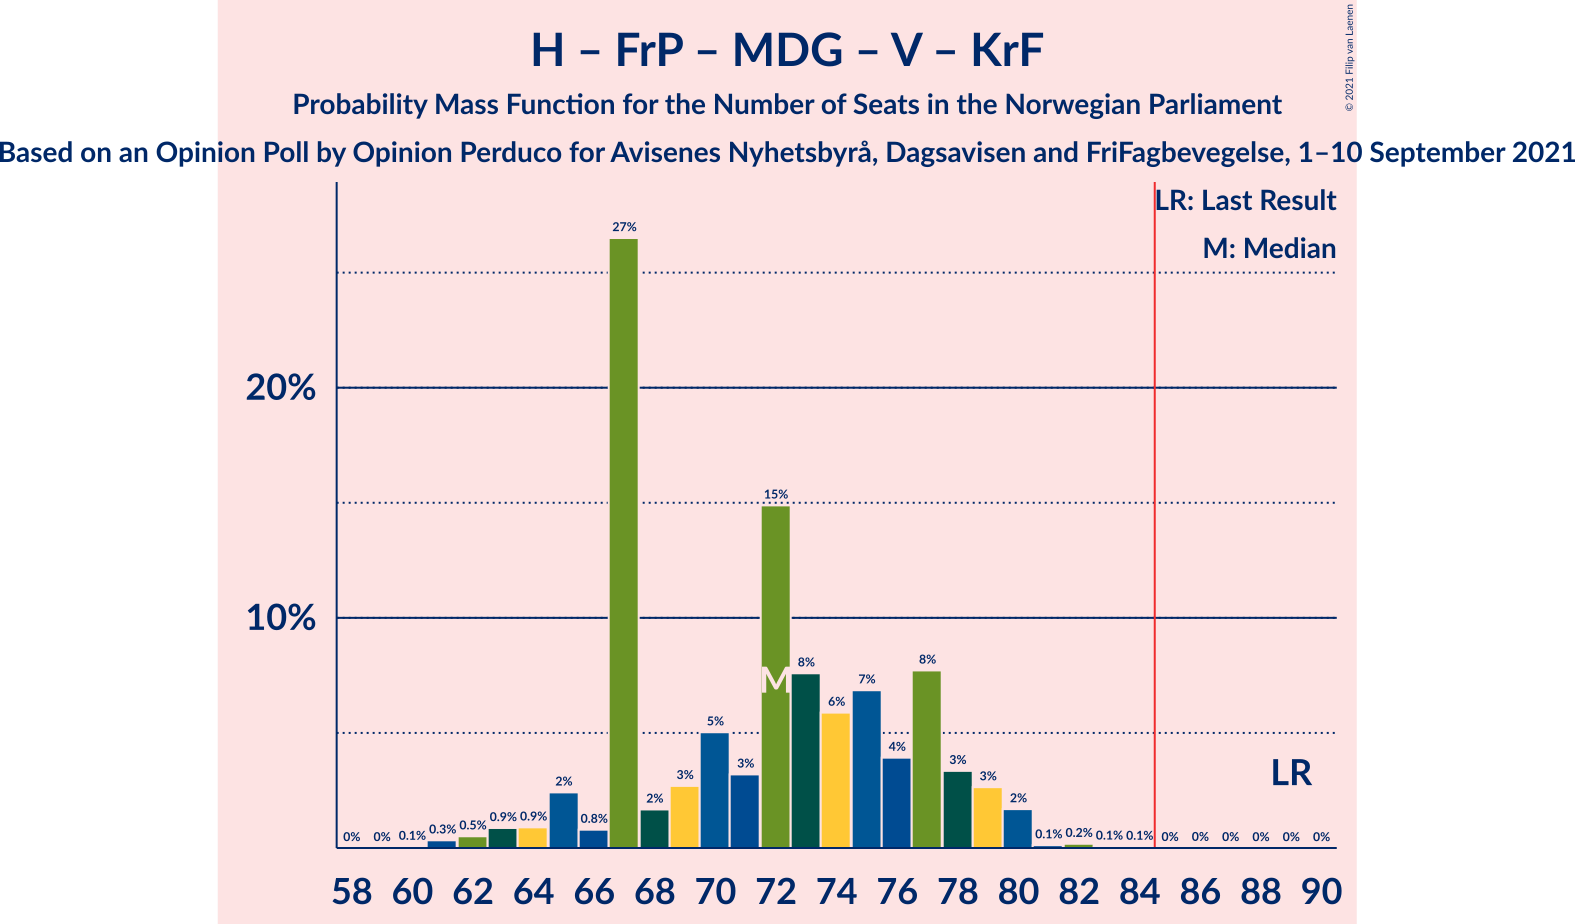 H – FrP – MDG – V – KrF
Probability Mass Function for the Number of Seats in the Norwegian Parliament
Based on an Opinion Poll by Opinion Perduco for Avisenes Nyhetsbyrå, Dagsavisen and FriFagbevegelse, 1–10 September 2021
© 2021 Filip van Laenen
LR: Last Result
M: Median
27%
20%
15%
10%
M
8%
6%
7%
4%
8%
5%
3%
3%
3%
LR
2%
0.8%
2%
3%
2%
0% 0% 0.1% 0.3% 0.5% 0.9% 0.9%
0.1% 0.2% 0.1% 0.1% 0% 0% 0% 0% 0% 0%
58 60 62 64 66 68 70 72 74 76 78 80 82 84 86 88 90